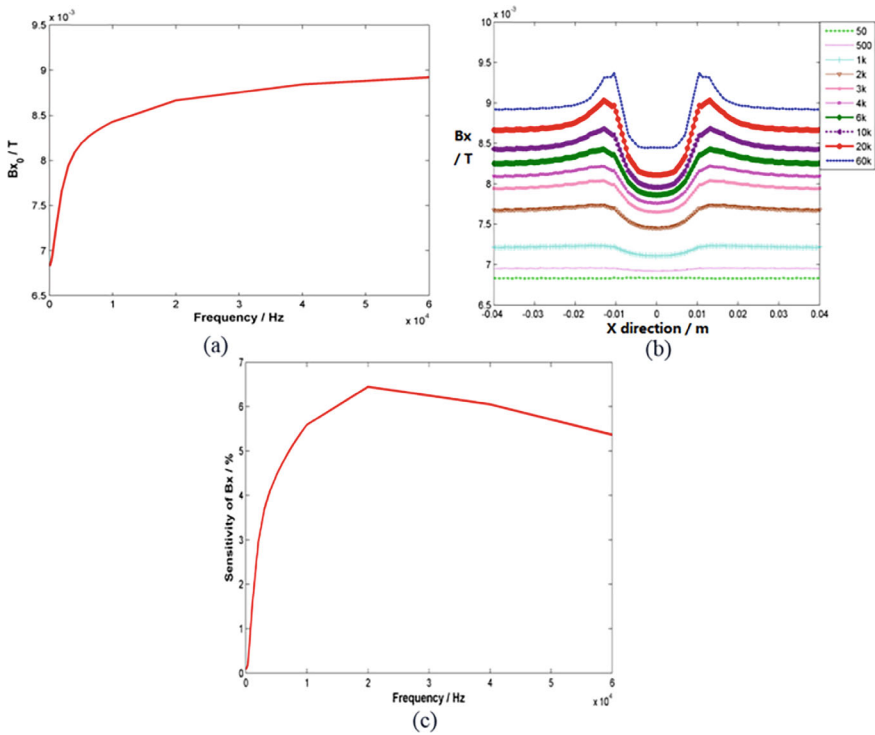 x 10⁻³
9.5
9
8.5
8
7.5
7
6.5
Bx₀ / T
0
1
2
3
4
5
6
Frequency / Hz
x 10⁴
(a)
x 10⁻³
10
9.5
9
8.5
8
7.5
7
6.5
Bx
/ T
-0.04
-0.03
-0.02
-0.01
0
0.01
0.02
0.03
0.04
X direction / m
50
500
1k
2k
3k
4k
6k
10k
20k
60k
(b)
7
6
5
4
3
2
1
0
Sensitivity of Bx / %
0
1
2
3
4
5
6
Frequency / Hz
x 10⁴
(c)